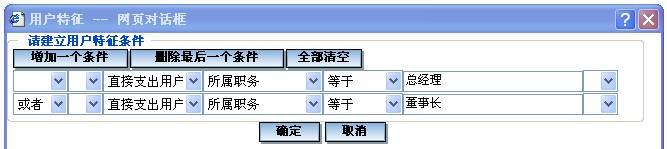 用户特征 -- 网页对话框
请建立用户特征条件
增加一个条件 删除最后一个条件 全部清空
直接支出用户 所属职务 等于 总经理
或者 直接支出用户 所属职务 等于 董事长
确定 取消